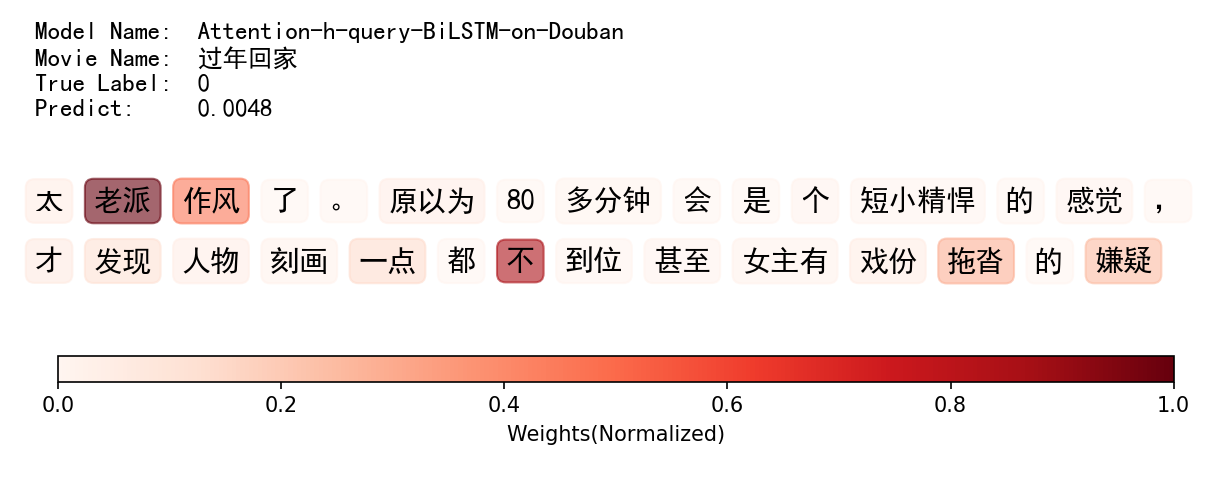 Model Name: Attention-h-query-BiLSTM-on-Douban
Movie Name: 过年回家
True Label: 0
Predict: 0.0048
太 老派 作风 了 。 原以为 80 多分钟 会 是 个 短小精悍 的 感觉 ，
才 发现 人物 刻画 一点 都 不 到位 甚至 女主有 戏份 拖沓 的 嫌疑
0.0 0.2 0.4 0.6 0.8 1.0
Weights(Normalized)